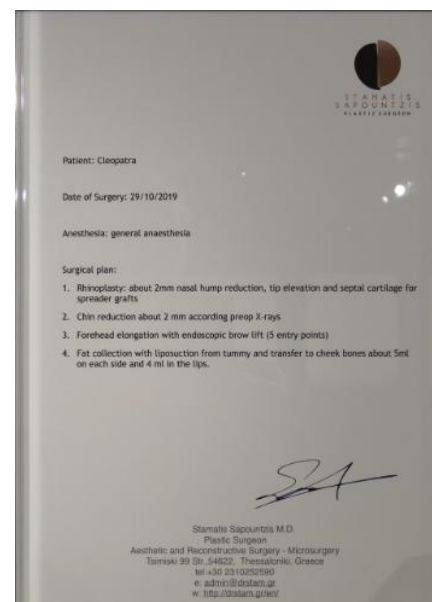 STAMATIS
SAPOUNTZIS
PLASTIC SURGEON
Patient: Cleopatra
Date of Surgery: 29/10/2019
Anesthesia: general anaesthesia
Surgical plan:
1. Rhinoplasty: about 2mm nasal hump reduction, tip elevation and septal cartilage for
spreader grafts
2. Chin reduction about 2 mm according preop X-rays
3. Forehead elongation with endoscopic brow lift (5 entry points)
4. Fat collection with liposuction from tummy and transfer to cheek bones about 5ml
on each side and 4 ml in the lips.
Stamatis Sapountzis M.D.
Plastic Surgeon
Aesthetic and Reconstructive Surgery - Microsurgery
Tsimiski 99 Str.,54622, Thessaloniki, Greece
tel:+30 2310252590
e: admin@drstam.gr
w: http://drstam.gr/en/